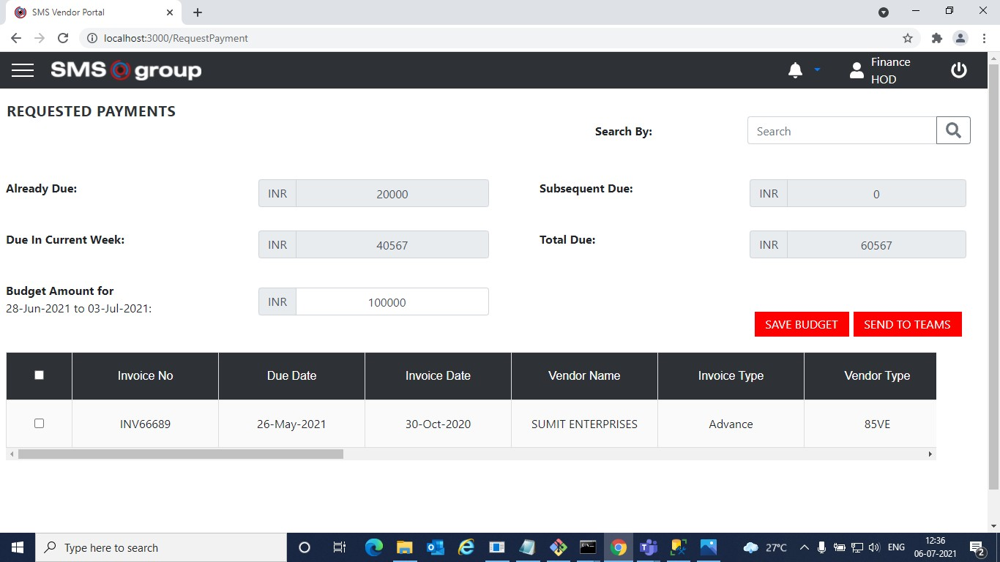 SMS Vendor Portal
localhost:3000/RequestPayment
SMS group
Finance
HOD
REQUESTED PAYMENTS
Search By:
Search
Already Due:
INR
20000
Subsequent Due:
INR
0
Due In Current Week:
INR
40567
Total Due:
INR
60567
Budget Amount for
28-Jun-2021 to 03-Jul-2021:
INR
100000
SAVE BUDGET
SEND TO TEAMS
Invoice No
Due Date
Invoice Date
Vendor Name
Invoice Type
Vendor Type
INV66689
26-May-2021
30-Oct-2020
SUMIT ENTERPRISES
Advance
85VE
Type here to search
27°C
ENG
12:36
06-07-2021
2